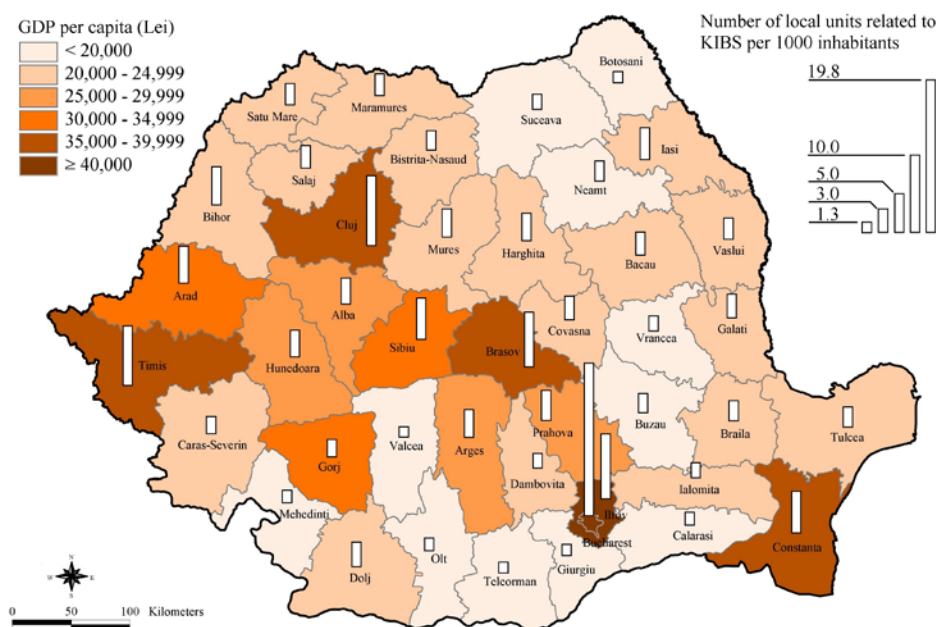 GDP per capita (Lei)
< 20,000
20,000 - 24,999
25,000 - 29,999
30,000 - 34,999
35,000 - 39,999
≥ 40,000
Number of local units related to
KIBS per 1000 inhabitants
19.8
10.0
5.0
3.0
1.3
Botosani
Satu Mare
Maramures
Suceava
Iasi
Salaj
Bistrita-Nasaud
Neamt
Bihor
Cluj
Mures
Harghita
Bacau
Vaslui
Arad
Alba
Sibiu
Brasov
Covasna
Vrancea
Galati
Timis
Hunedoara
Caras-Severin
Gorj
Valcea
Arges
Prahova
Buzau
Braila
Tulcea
Dambovita
Ialomita
Mehedinti
Ilfov
Bucharest
Calarasi
Constanta
Dolj
Olt
Teleorman
Giurgiu
N
W
E
S
0 50 100 Kilometers